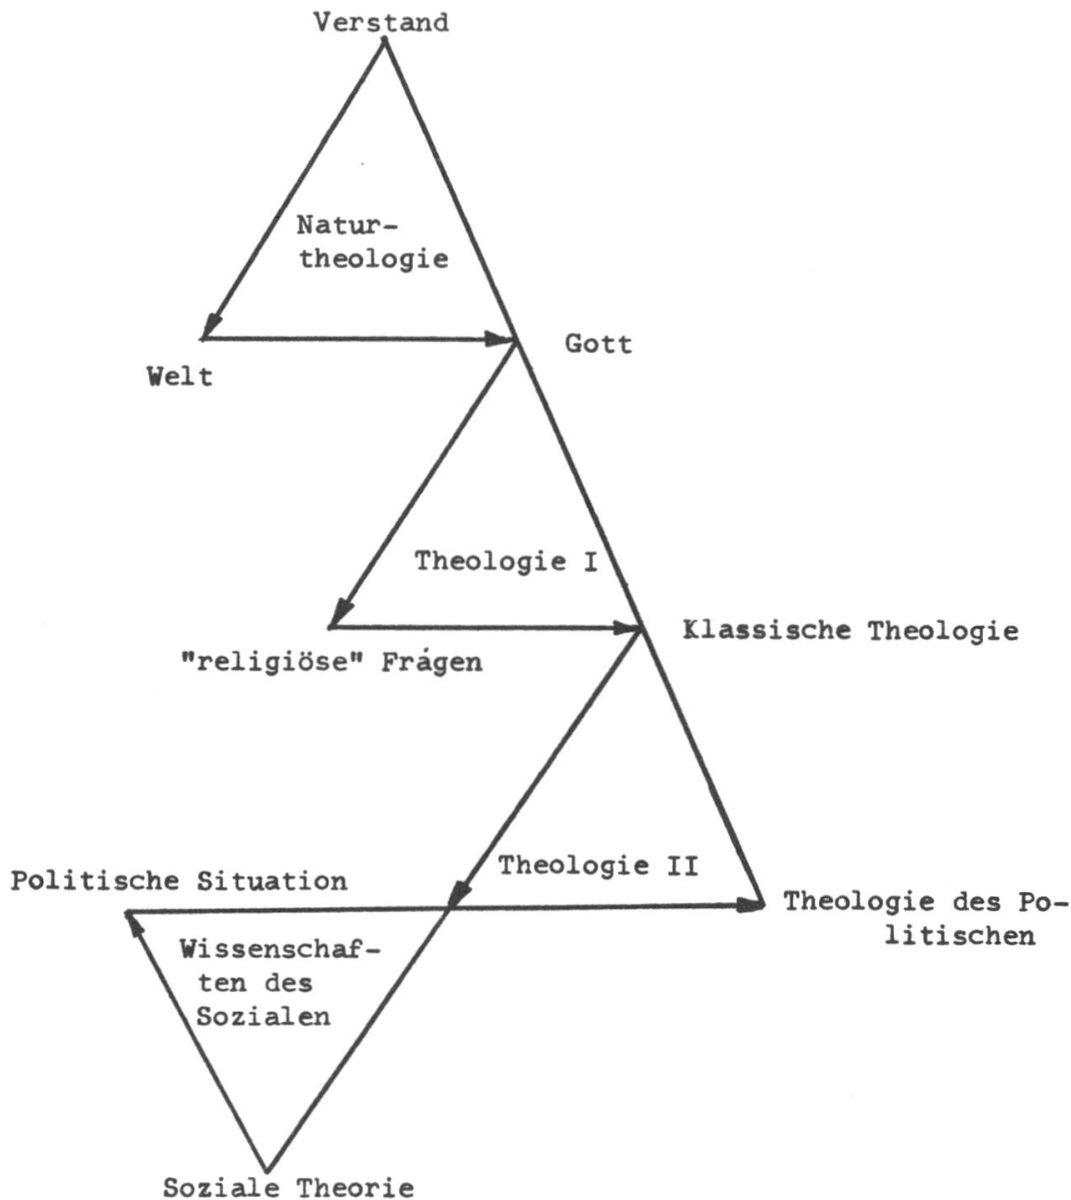 Verstand
Natur-
theologie
Gott
Welt
Theologie I
Klassische Theologie
"religiöse" Frágen
Theologie II
Politische Situation
Theologie des Po-
litischen
Wissenschaf-
ten des
Sozialen
Soziale Theorie